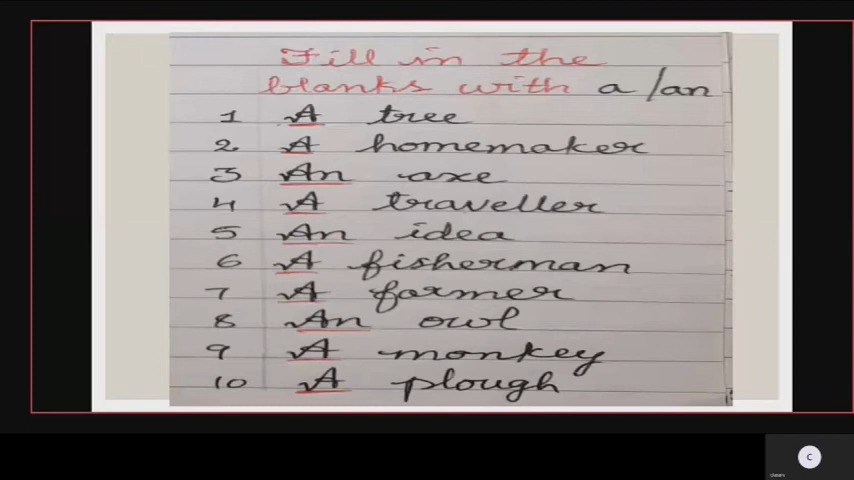 Fill in the
blanks with a/an
1 A tree
2 A homemaker
3 An axe
4 A traveller
5 An idea
6 A fisherman
7 A farmer
8 An owl
9 A monkey
10 A plough
C